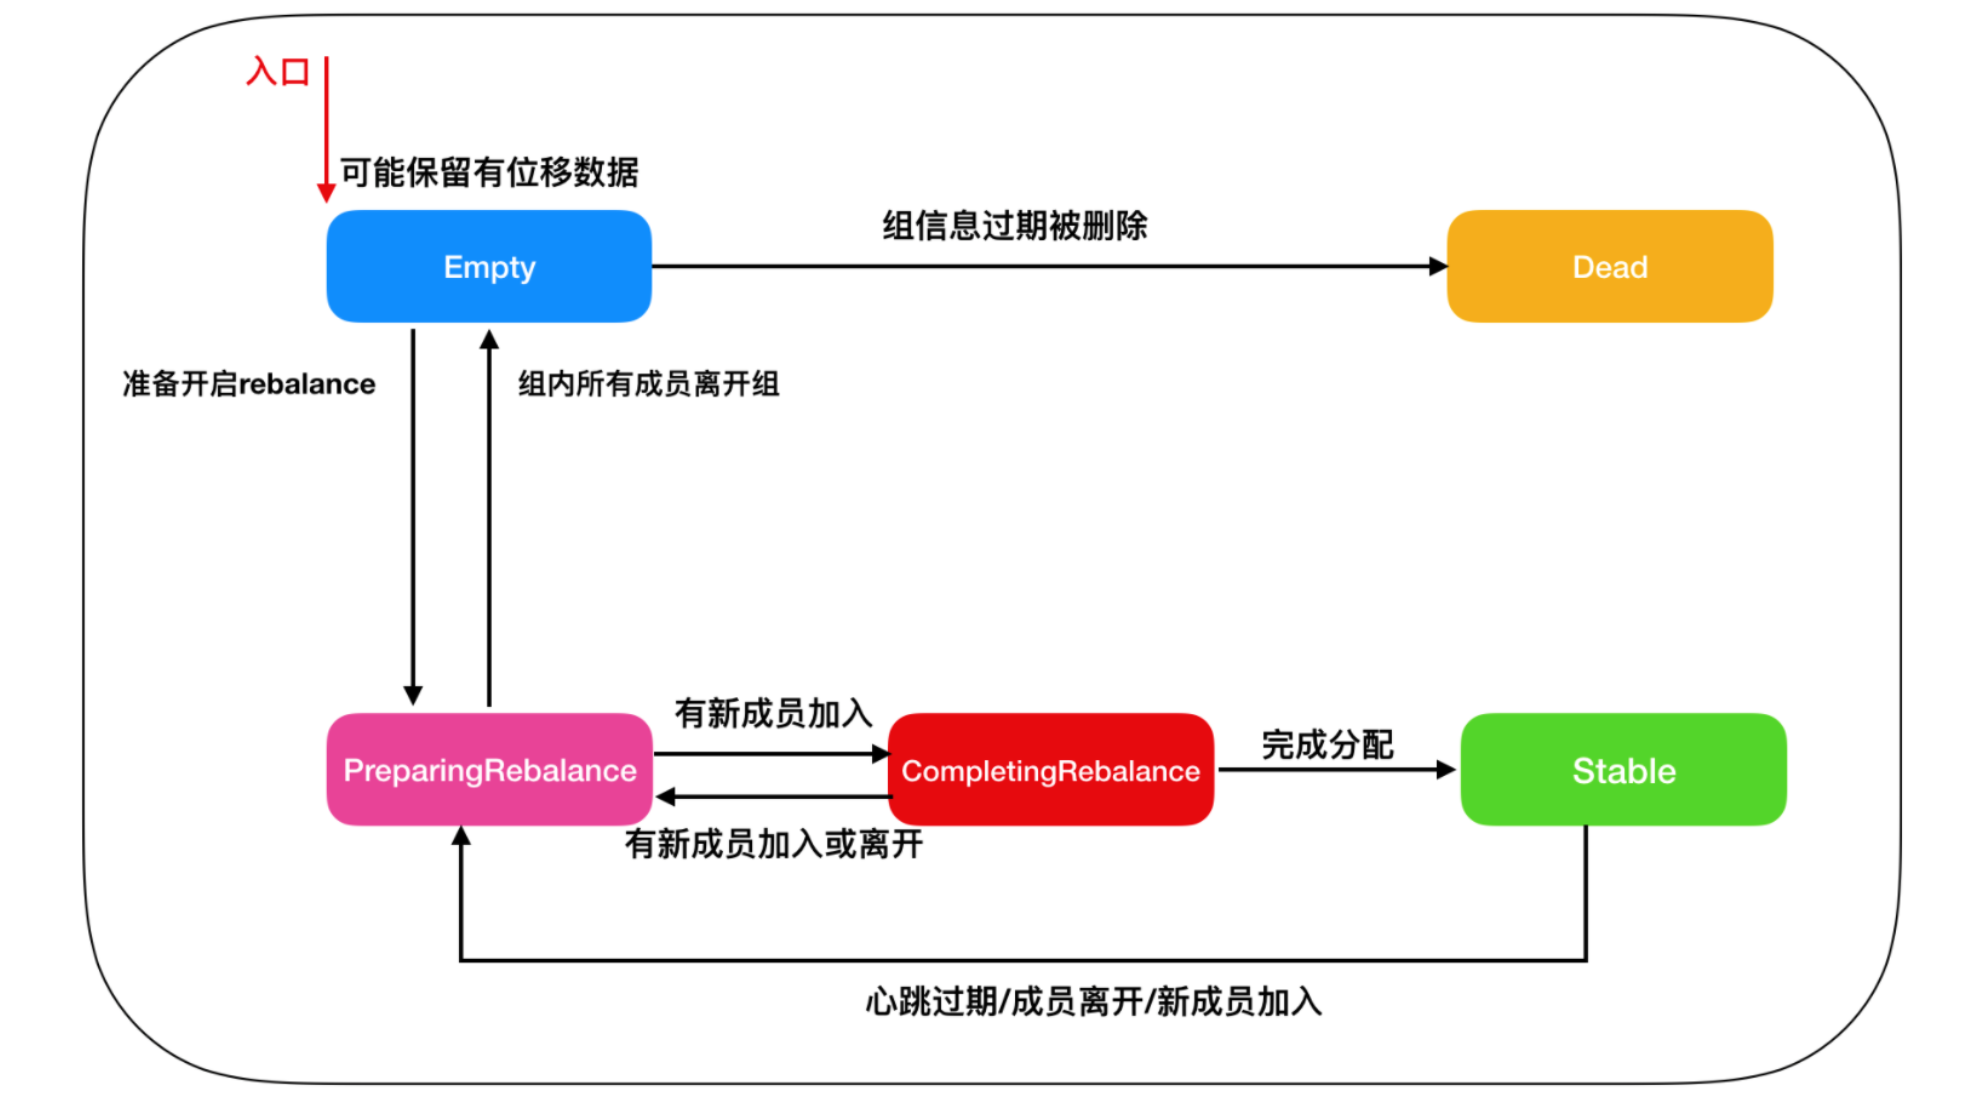 入口
可能保留有位移数据
组信息过期被删除
Empty
Dead
准备开启rebalance
组内所有成员离开组
有新成员加入
完成分配
PreparingRebalance
CompletingRebalance
Stable
有新成员加入或离开
心跳过期/成员离开/新成员加入